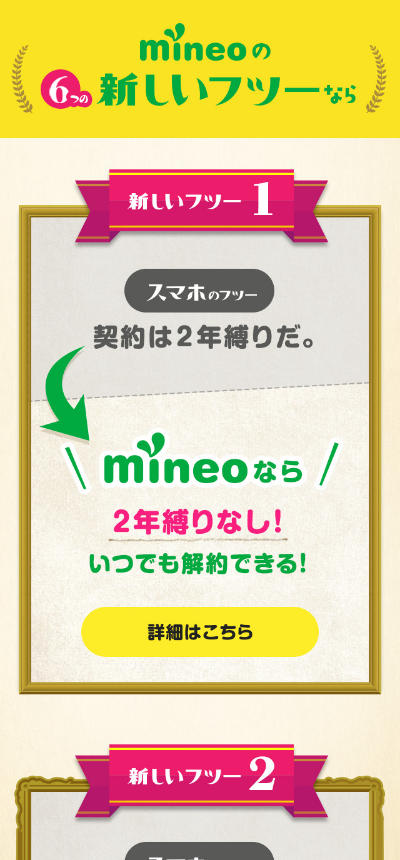 mineoの
6つの新しいフツーなら
新しいフツー 1
スマホのフツー
契約は2年縛りだ。
mineoなら
2年縛りなし!
いつでも解約できる!
詳細はこちら
新しいフツー 2